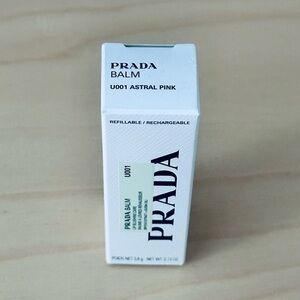 PRADA
BALM
U001 ASTRAL PINK
REFILLABLE / RECHARGEABLE
PRADA
U001
PRADA BALM